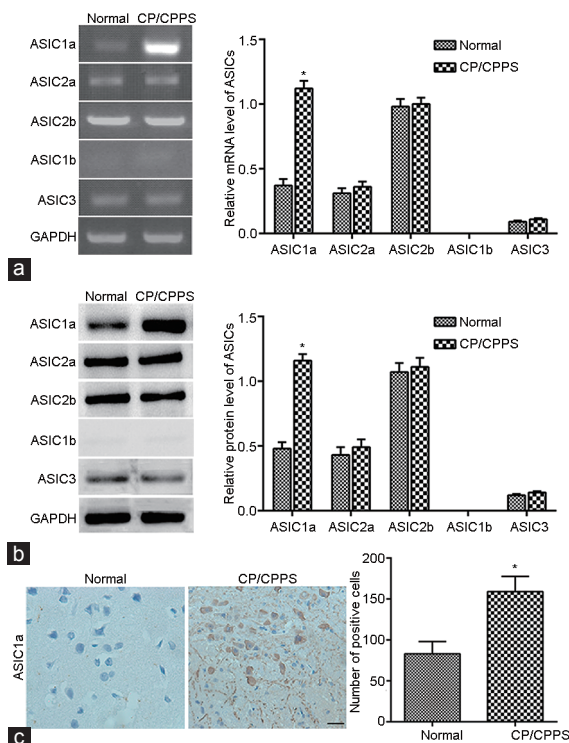 Normal CP/CPPS
ASIC1a
ASIC2a
ASIC2b
ASIC1b
ASIC3
GAPDH
a
Relative mRNA level of ASICs
1.5
1.0
0.5
0.0
*
Normal
CP/CPPS
ASIC1a ASIC2a ASIC2b ASIC1b ASIC3
Normal CP/CPPS
ASIC1a
ASIC2a
ASIC2b
ASIC1b
ASIC3
GAPDH
b
Relative protein level of ASICs
1.5
1.0
0.5
0.0
*
Normal
CP/CPPS
ASIC1a ASIC2a ASIC2b ASIC1b ASIC3
Normal CP/CPPS
ASIC1a
c
Number of positive cells
200
150
100
50
0
*
Normal CP/CPPS